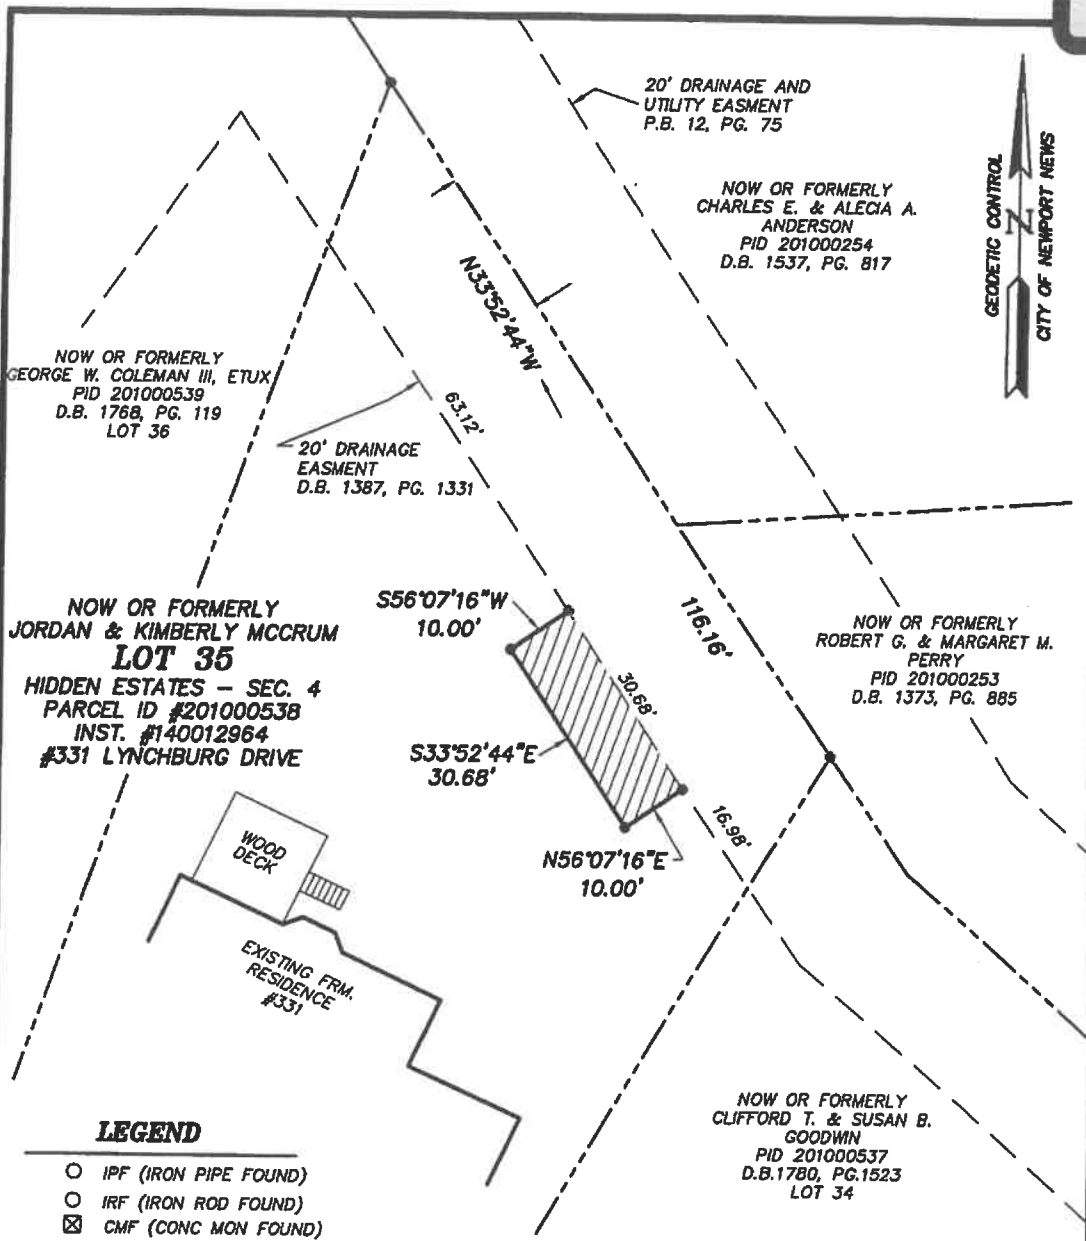 20' DRAINAGE AND
UTILITY EASMENT
P.B. 12, PG. 75
NOW OR FORMERLY
CHARLES E. & ALECIA A.
ANDERSON
PID 201000254
D.B. 1537, PG. 817
GEODETIC CONTROL
N
CITY OF NEWPORT NEWS
N33°52'44"W
NOW OR FORMERLY
GEORGE W. COLEMAN III, ETUX
PID 201000539
D.B. 1768, PG. 119
LOT 36
63.12'
20' DRAINAGE
EASMENT
D.B. 1387, PG. 1331
NOW OR FORMERLY
JORDAN & KIMBERLY MCCRUM
LOT 35
HIDDEN ESTATES - SEC. 4
PARCEL ID #201000538
INST. #140012964
#331 LYNCHBURG DRIVE
S56°07'16"W
10.00'
116.16'
NOW OR FORMERLY
ROBERT G. & MARGARET M.
PERRY
PID 201000253
D.B. 1373, PG. 885
30.68'
S33°52'44"E
30.68'
16.98'
N56°07'16"E
10.00'
WOOD
DECK
EXISTING FRM.
RESIDENCE
#331
NOW OR FORMERLY
CLIFFORD T. & SUSAN B.
GOODWIN
PID 201000537
D.B.1780, PG.1523
LOT 34
LEGEND
IPF (IRON PIPE FOUND)
IRF (IRON ROD FOUND)
CMF (CONC MON FOUND)